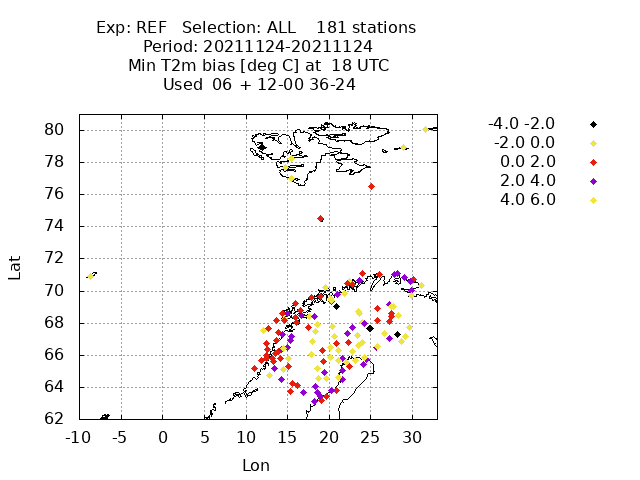 Exp: REF   Selection: ALL    181 stations
Period: 20211124-20211124
Min T2m bias [deg C] at  18 UTC
Used  06 + 12-00 36-24
-4.0 -2.0
-2.0 0.0
0.0 2.0
2.0 4.0
4.0 6.0
80
78
76
74
72
70
68
66
64
62
Lat
-10 -5 0 5 10 15 20 25 30
Lon